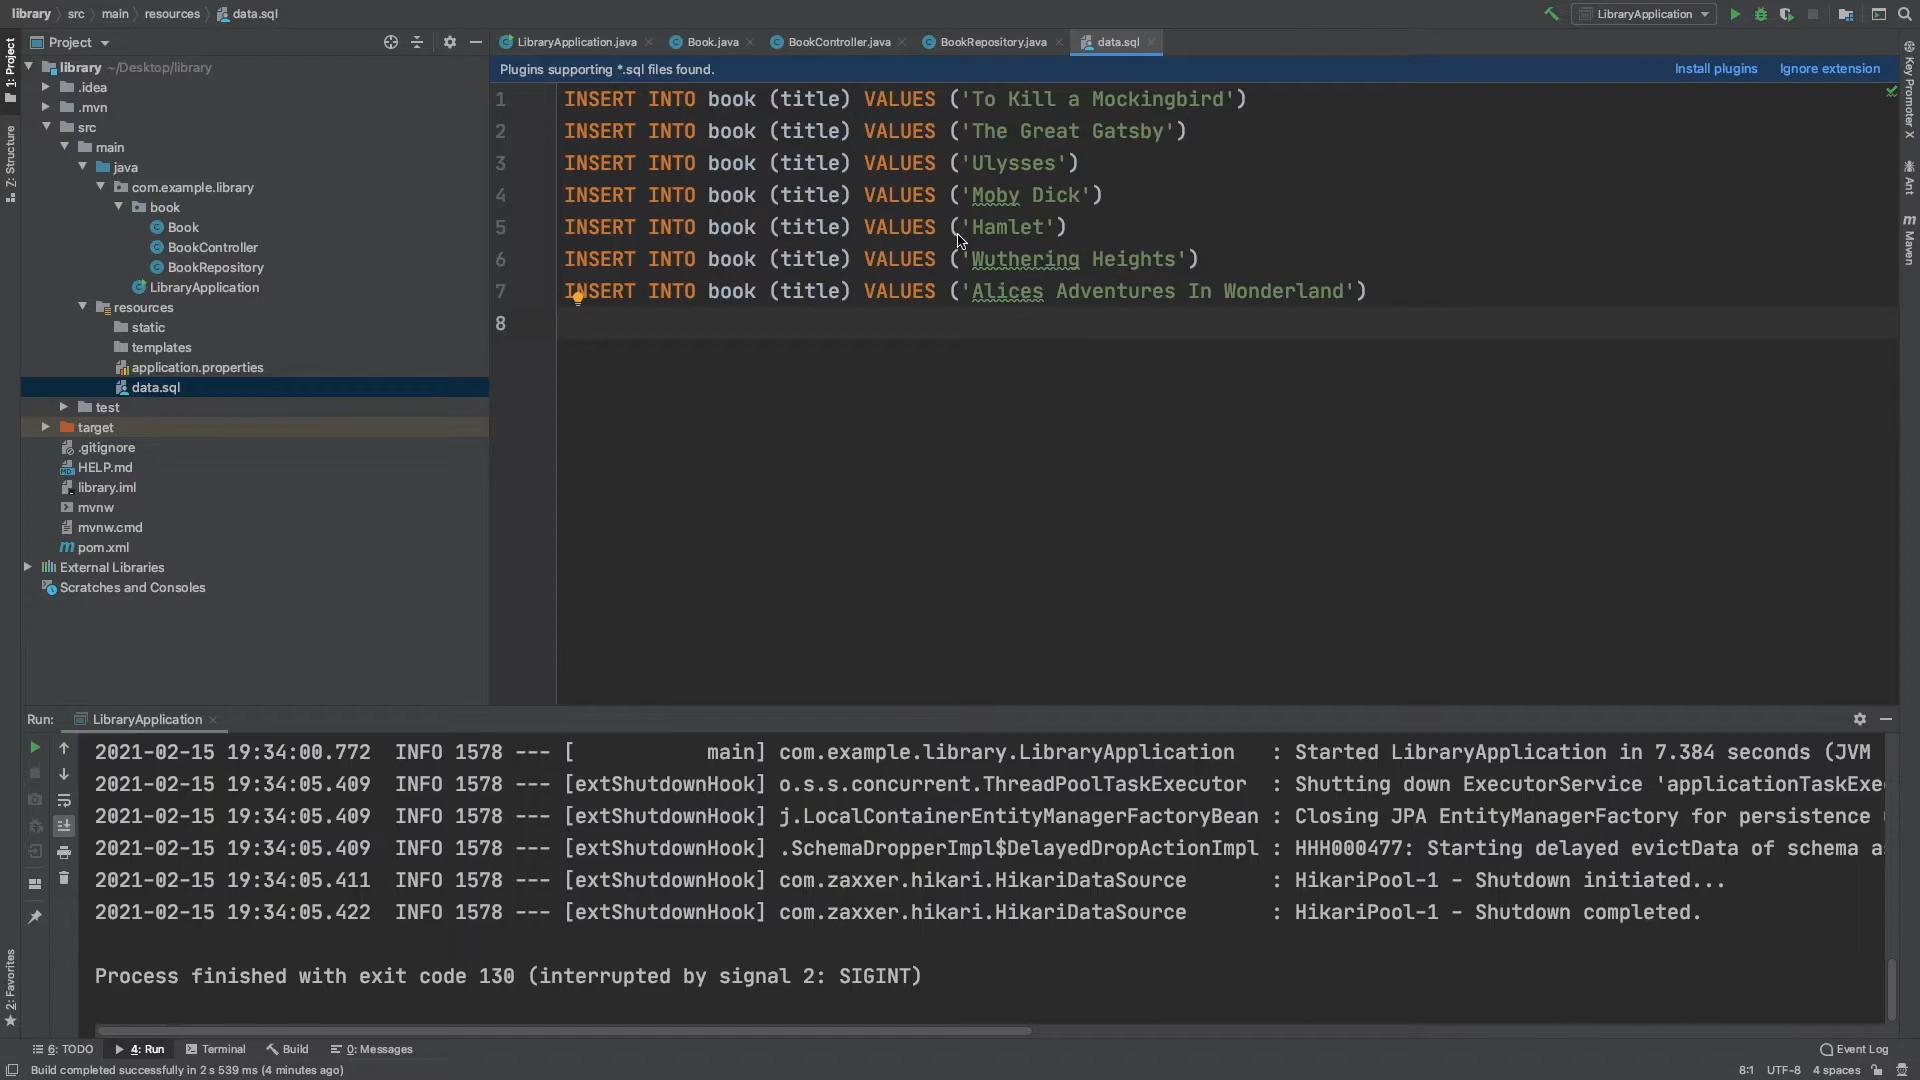 library src main resources data.sql
LibraryApplication
Project
LibraryApplication.java Book.java BookController.java BookRepository.java data.sql
Plugins supporting *.sql files found. Install plugins Ignore extension
library ~/Desktop/library
.idea
.mvn
src
main
java
com.example.library
book
Book
BookController
BookRepository
LibraryApplication
resources
static
templates
application.properties
data.sql
test
target
.gitignore
HELP.md
library.iml
mvnw
mvnw.cmd
pom.xml
External Libraries
Scratches and Consoles
1 INSERT INTO book (title) VALUES ('To Kill a Mockingbird')
2 INSERT INTO book (title) VALUES ('The Great Gatsby')
3 INSERT INTO book (title) VALUES ('Ulysses')
4 INSERT INTO book (title) VALUES ('Moby Dick')
5 INSERT INTO book (title) VALUES ('Hamlet')
6 INSERT INTO book (title) VALUES ('Wuthering Heights')
7 INSERT INTO book (title) VALUES ('Alices Adventures In Wonderland')
8
1: Project
Z: Structure
2: Favorites
Key Promoter X
Ant
Maven
Run: LibraryApplication
2021-02-15 19:34:00.772 INFO 1578 --- [ main] com.example.library.LibraryApplication : Started LibraryApplication in 7.384 seconds (JVM
2021-02-15 19:34:05.409 INFO 1578 --- [extShutdownHook] o.s.s.concurrent.ThreadPoolTaskExecutor : Shutting down ExecutorService 'applicationTaskExe
2021-02-15 19:34:05.409 INFO 1578 --- [extShutdownHook] j.LocalContainerEntityManagerFactoryBean : Closing JPA EntityManagerFactory for persistence
2021-02-15 19:34:05.409 INFO 1578 --- [extShutdownHook] .SchemaDropperImpl$DelayedDropActionImpl : HHH000477: Starting delayed evictData of schema a
2021-02-15 19:34:05.411 INFO 1578 --- [extShutdownHook] com.zaxxer.hikari.HikariDataSource : HikariPool-1 - Shutdown initiated...
2021-02-15 19:34:05.422 INFO 1578 --- [extShutdownHook] com.zaxxer.hikari.HikariDataSource : HikariPool-1 - Shutdown completed.
Process finished with exit code 130 (interrupted by signal 2: SIGINT)
6: TODO 4: Run Terminal Build 0: Messages Event Log
Build completed successfully in 2 s 539 ms (4 minutes ago) 8:1 UTF-8 4 spaces